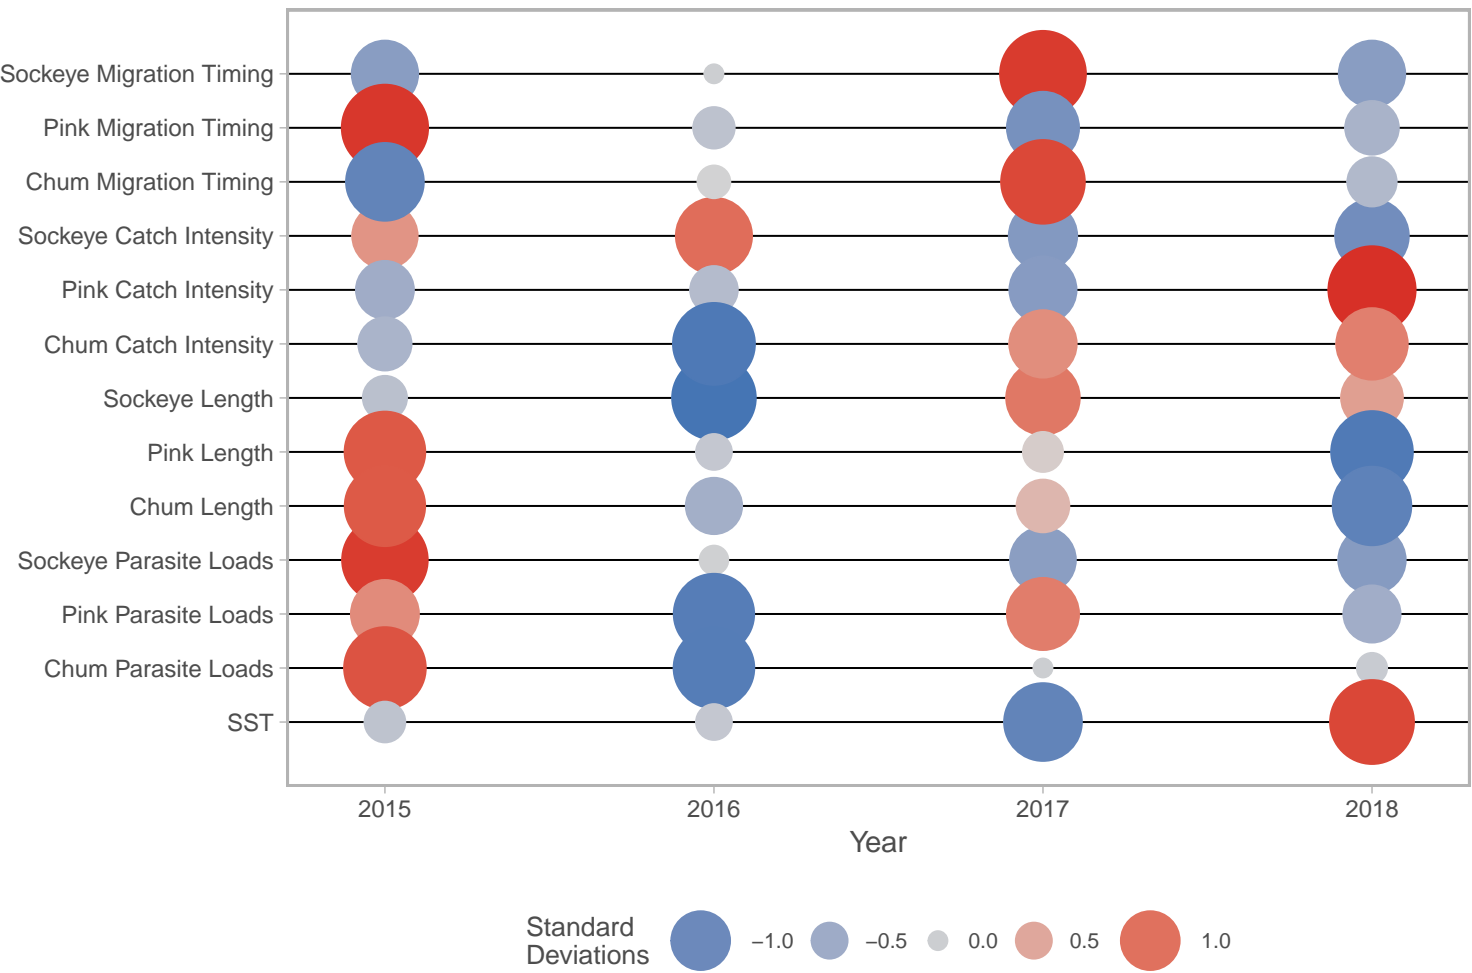 Sockeye Migration Timing
Pink Migration Timing
Chum Migration Timing
Sockeye Catch Intensity
Pink Catch Intensity
Chum Catch Intensity
Sockeye Length
Pink Length
Chum Length
Sockeye Parasite Loads
Pink Parasite Loads
Chum Parasite Loads
SST
2015 2016 2017 2018
Year
Standard
Deviations
−1.0 −0.5 0.0 0.5 1.0